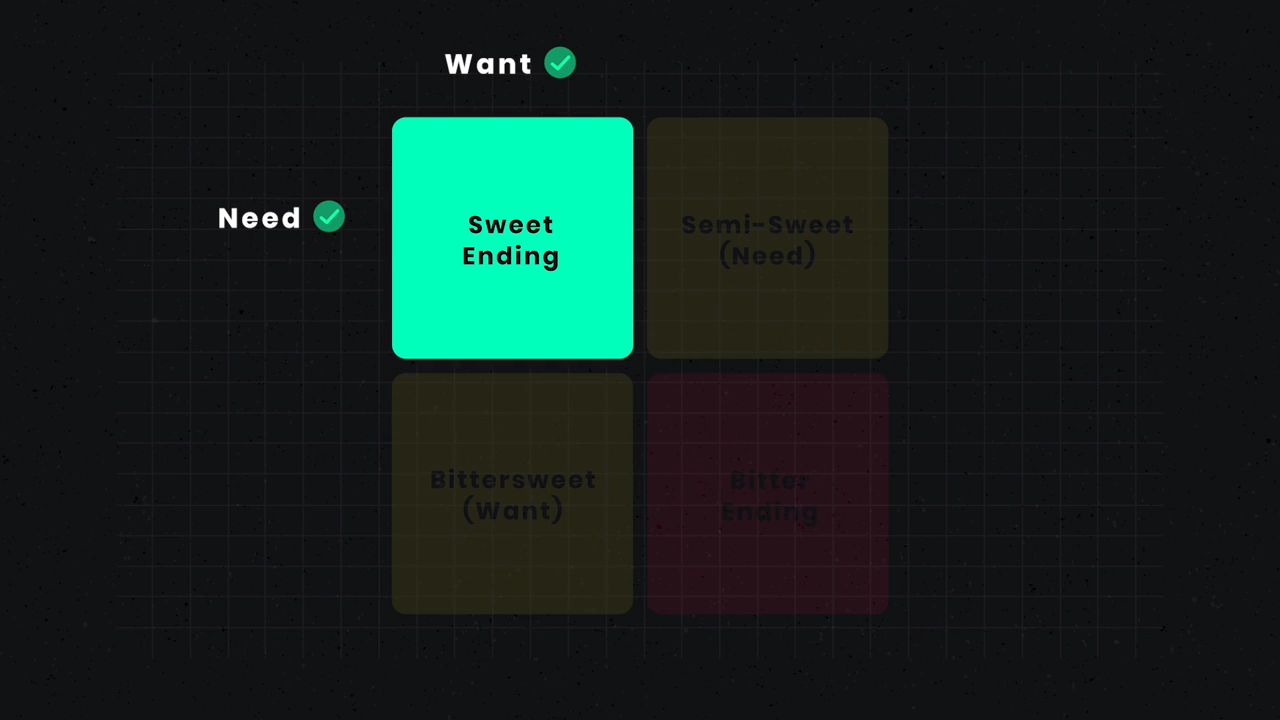 Want
Need
Sweet
Ending
Semi-Sweet
(Need)
Bittersweet
(Want)
Bitter
Ending